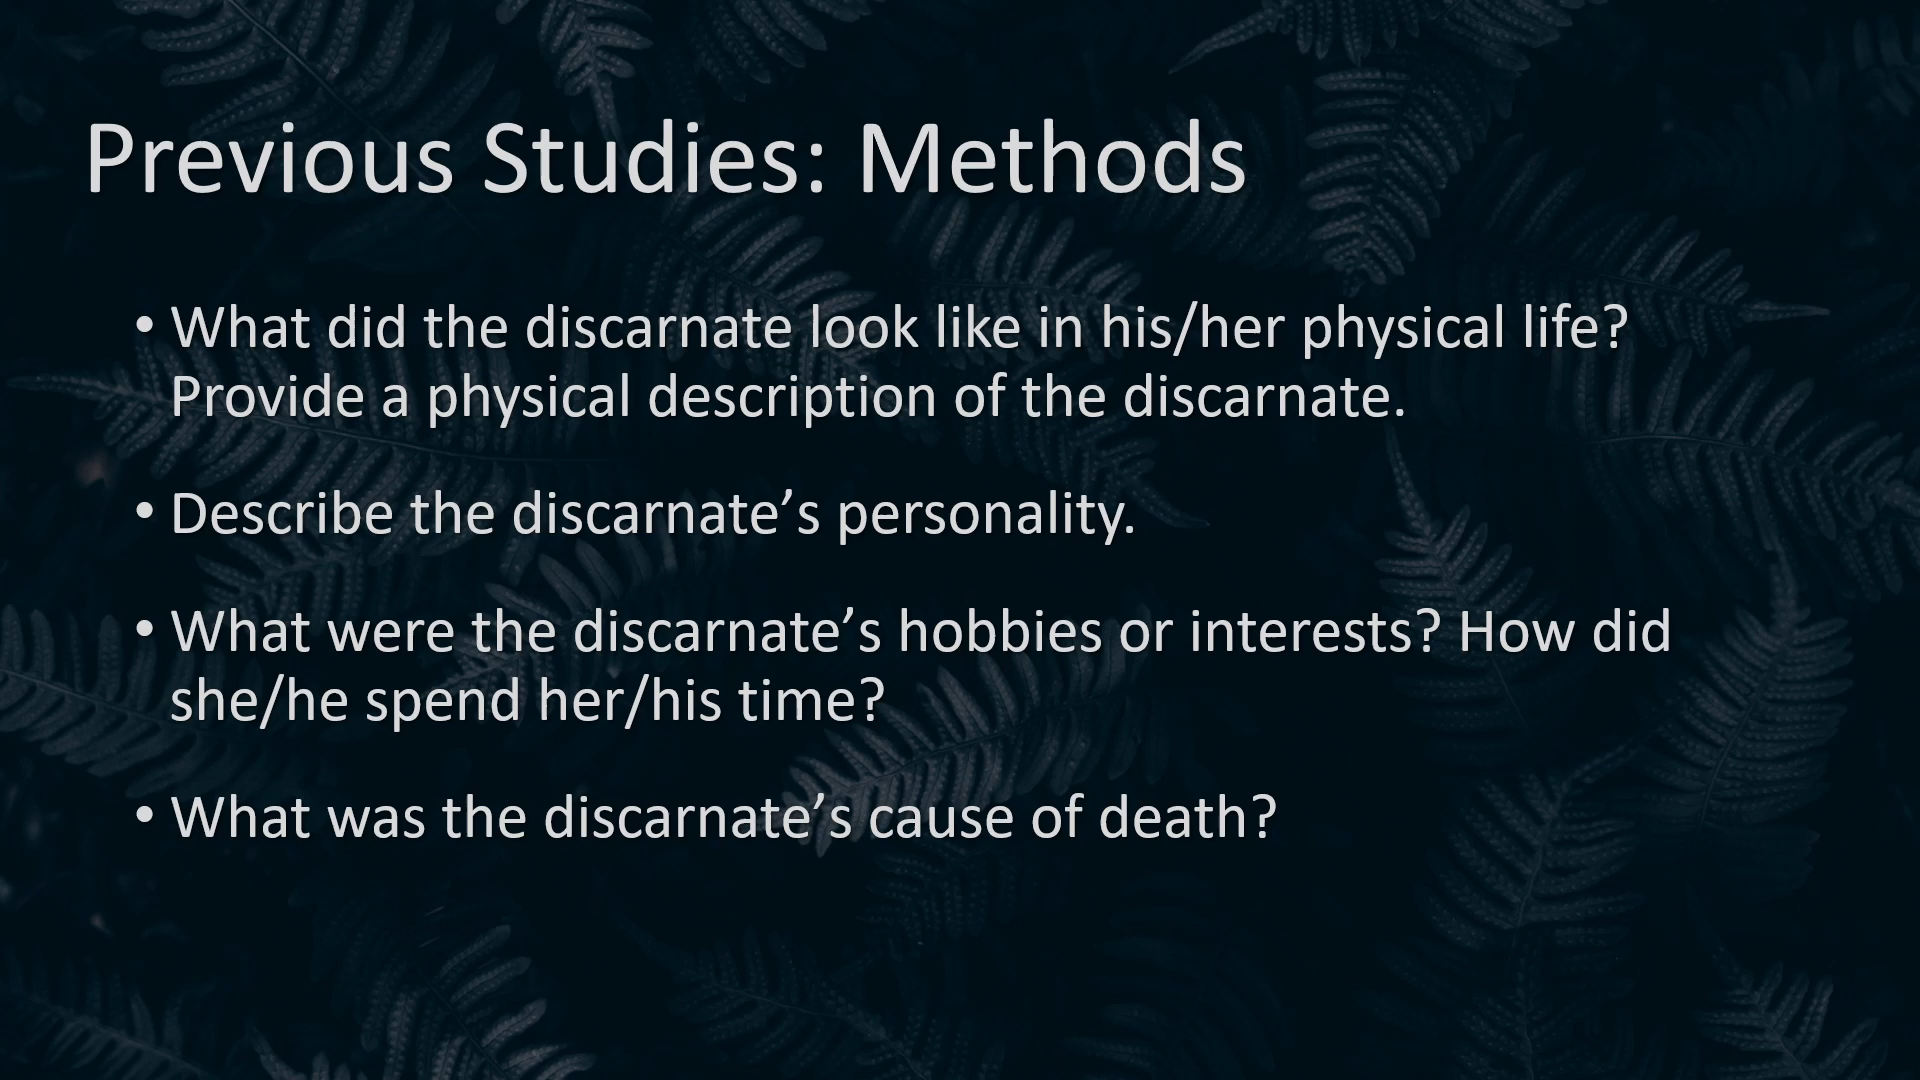 Previous Studies: Methods
• What did the discarnate look like in his/her physical life?
Provide a physical description of the discarnate.
• Describe the discarnate’s personality.
• What were the discarnate’s hobbies or interests? How did
she/he spend her/his time?
• What was the discarnate’s cause of death?